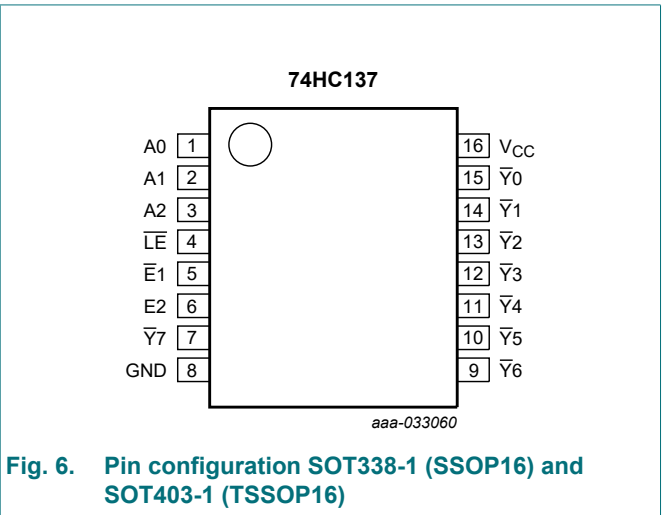 74HC137
A0 1 16 VCC
A1 2 15 Y̅0
A2 3 14 Y̅1
L̅E̅ 4 13 Y̅2
E̅1 5 12 Y̅3
E2 6 11 Y̅4
Y̅7 7 10 Y̅5
GND 8 9 Y̅6
aaa-033060
Fig. 6. Pin configuration SOT338-1 (SSOP16) and
SOT403-1 (TSSOP16)